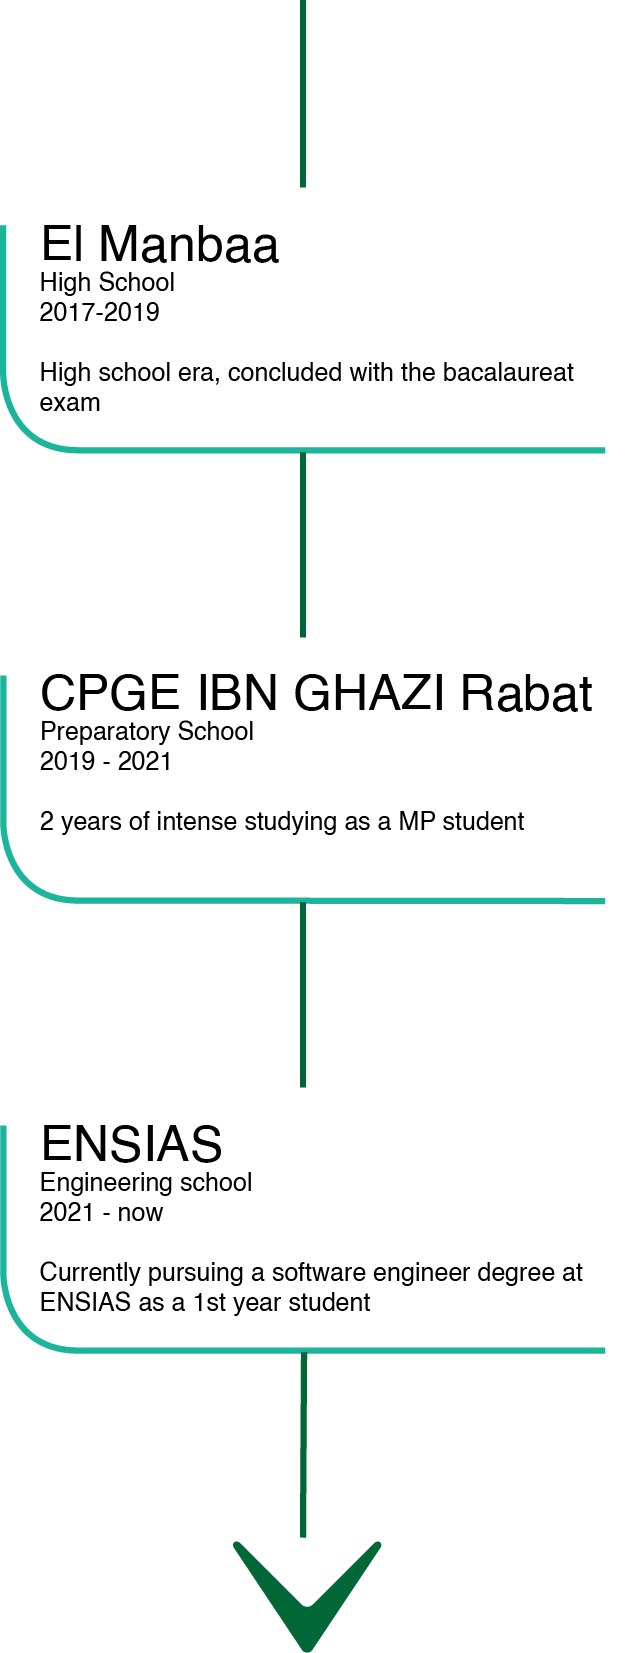 El Manbaa
High School
2017-2019
High school era, concluded with the bacalaureat
exam
CPGE IBN GHAZI Rabat
Preparatory School
2019 - 2021
2 years of intense studying as a MP student
ENSIAS
Engineering school
2021 - now
Currently pursuing a software engineer degree at
ENSIAS as a 1st year student